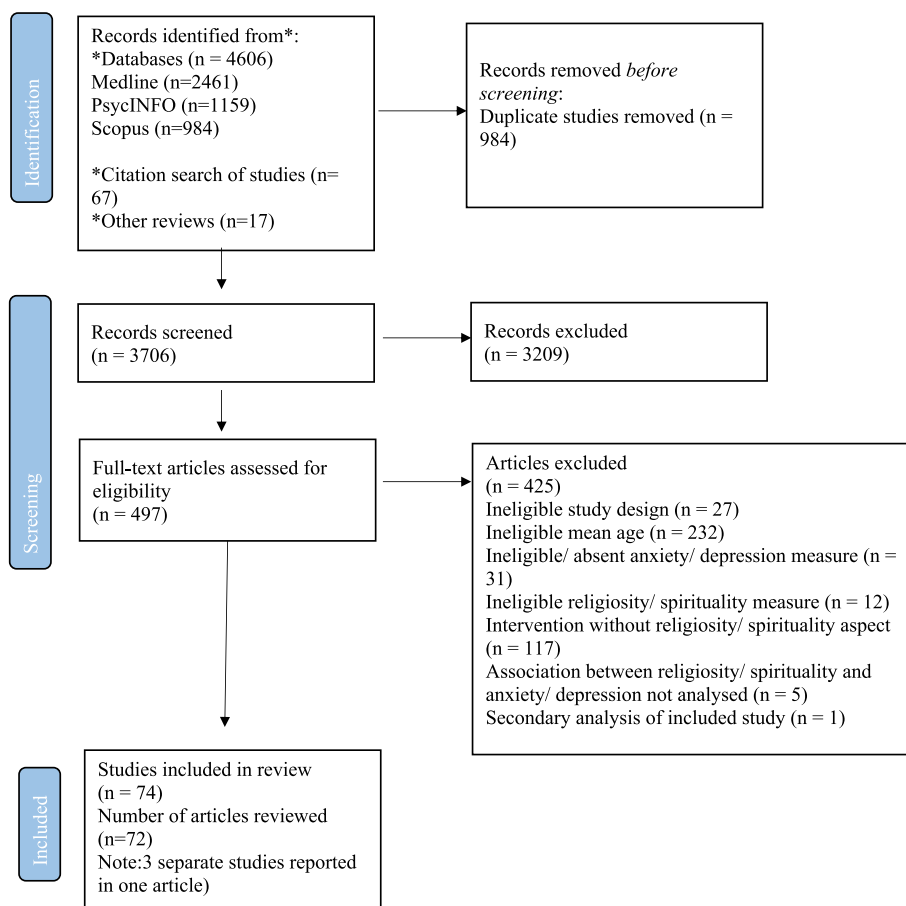 Identification
Records identified from*:
*Databases (n = 4606)
Medline (n=2461)
PsycINFO (n=1159)
Scopus (n=984)
*Citation search of studies (n=
67)
*Other reviews (n=17)
Records removed before
screening:
Duplicate studies removed (n =
984)
Screening
Records screened
(n = 3706)
Records excluded
(n = 3209)
Full-text articles assessed for
eligibility
(n = 497)
Articles excluded
(n = 425)
Ineligible study design (n = 27)
Ineligible mean age (n = 232)
Ineligible/ absent anxiety/ depression measure (n =
31)
Ineligible religiosity/ spirituality measure (n = 12)
Intervention without religiosity/ spirituality aspect
(n = 117)
Association between religiosity/ spirituality and
anxiety/ depression not analysed (n = 5)
Secondary analysis of included study (n = 1)
Included
Studies included in review
(n = 74)
Number of articles reviewed
(n=72)
Note:3 separate studies reported
in one article)